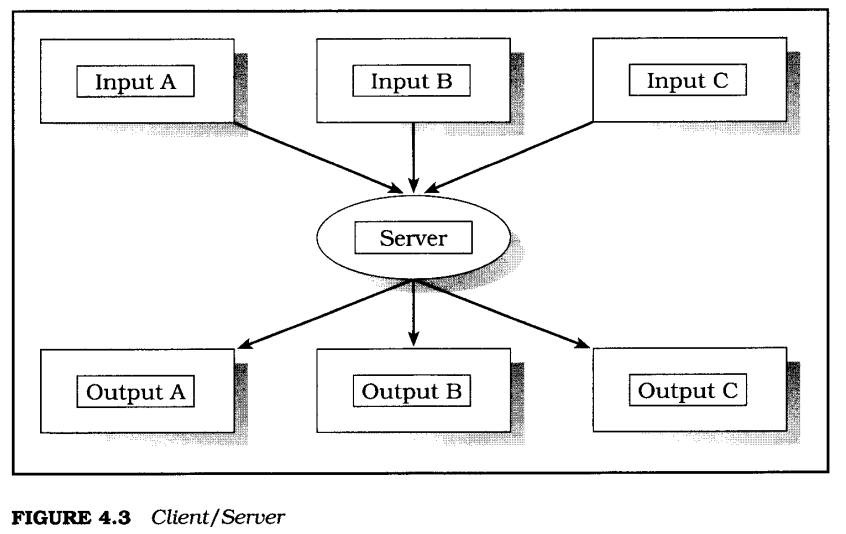 Input A
Input B
Input C
Server
Output A
Output B
Output C
FIGURE 4.3 Client/Server